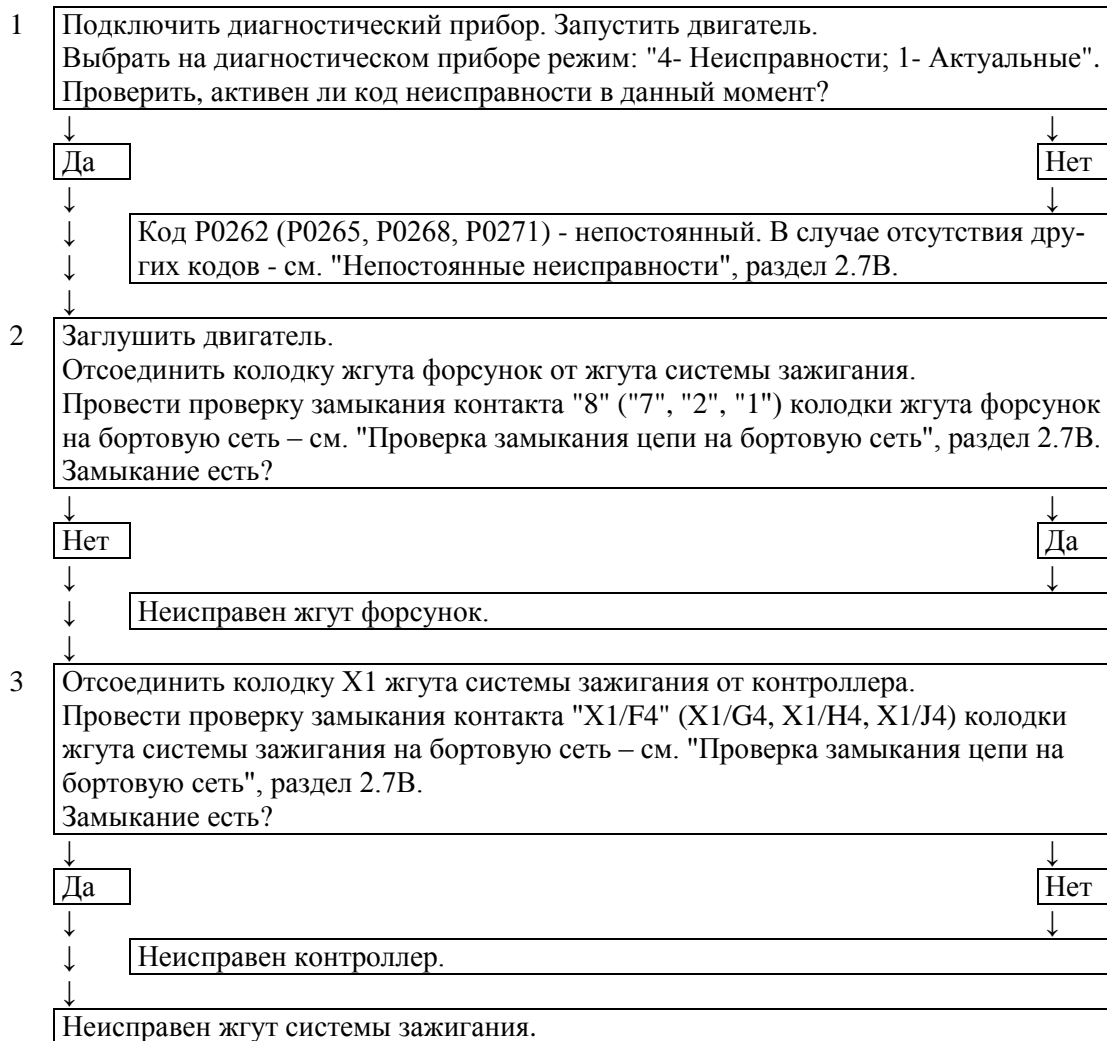 1 Подключить диагностический прибор. Запустить двигатель.
Выбрать на диагностическом приборе режим: "4- Неисправности; 1- Актуальные".
Проверить, активен ли код неисправности в данный момент?
↓ ↓
Да Нет
↓ ↓
↓ Код Р0262 (Р0265, Р0268, Р0271) - непостоянный. В случае отсутствия дру-
↓ гих кодов - см. "Непостоянные неисправности", раздел 2.7В.
↓
2 Заглушить двигатель.
Отсоединить колодку жгута форсунок от жгута системы зажигания.
Провести проверку замыкания контакта "8" ("7", "2", "1") колодки жгута форсунок
на бортовую сеть – см. "Проверка замыкания цепи на бортовую сеть", раздел 2.7В.
Замыкание есть?
↓ ↓
Нет Да
↓ ↓
↓ Неисправен жгут форсунок.
↓
3 Отсоединить колодку Х1 жгута системы зажигания от контроллера.
Провести проверку замыкания контакта "X1/F4" (X1/G4, X1/H4, X1/J4) колодки
жгута системы зажигания на бортовую сеть – см. "Проверка замыкания цепи на
бортовую сеть", раздел 2.7В.
Замыкание есть?
↓ ↓
Да Нет
↓ ↓
↓ Неисправен контроллер.
↓
Неисправен жгут системы зажигания.